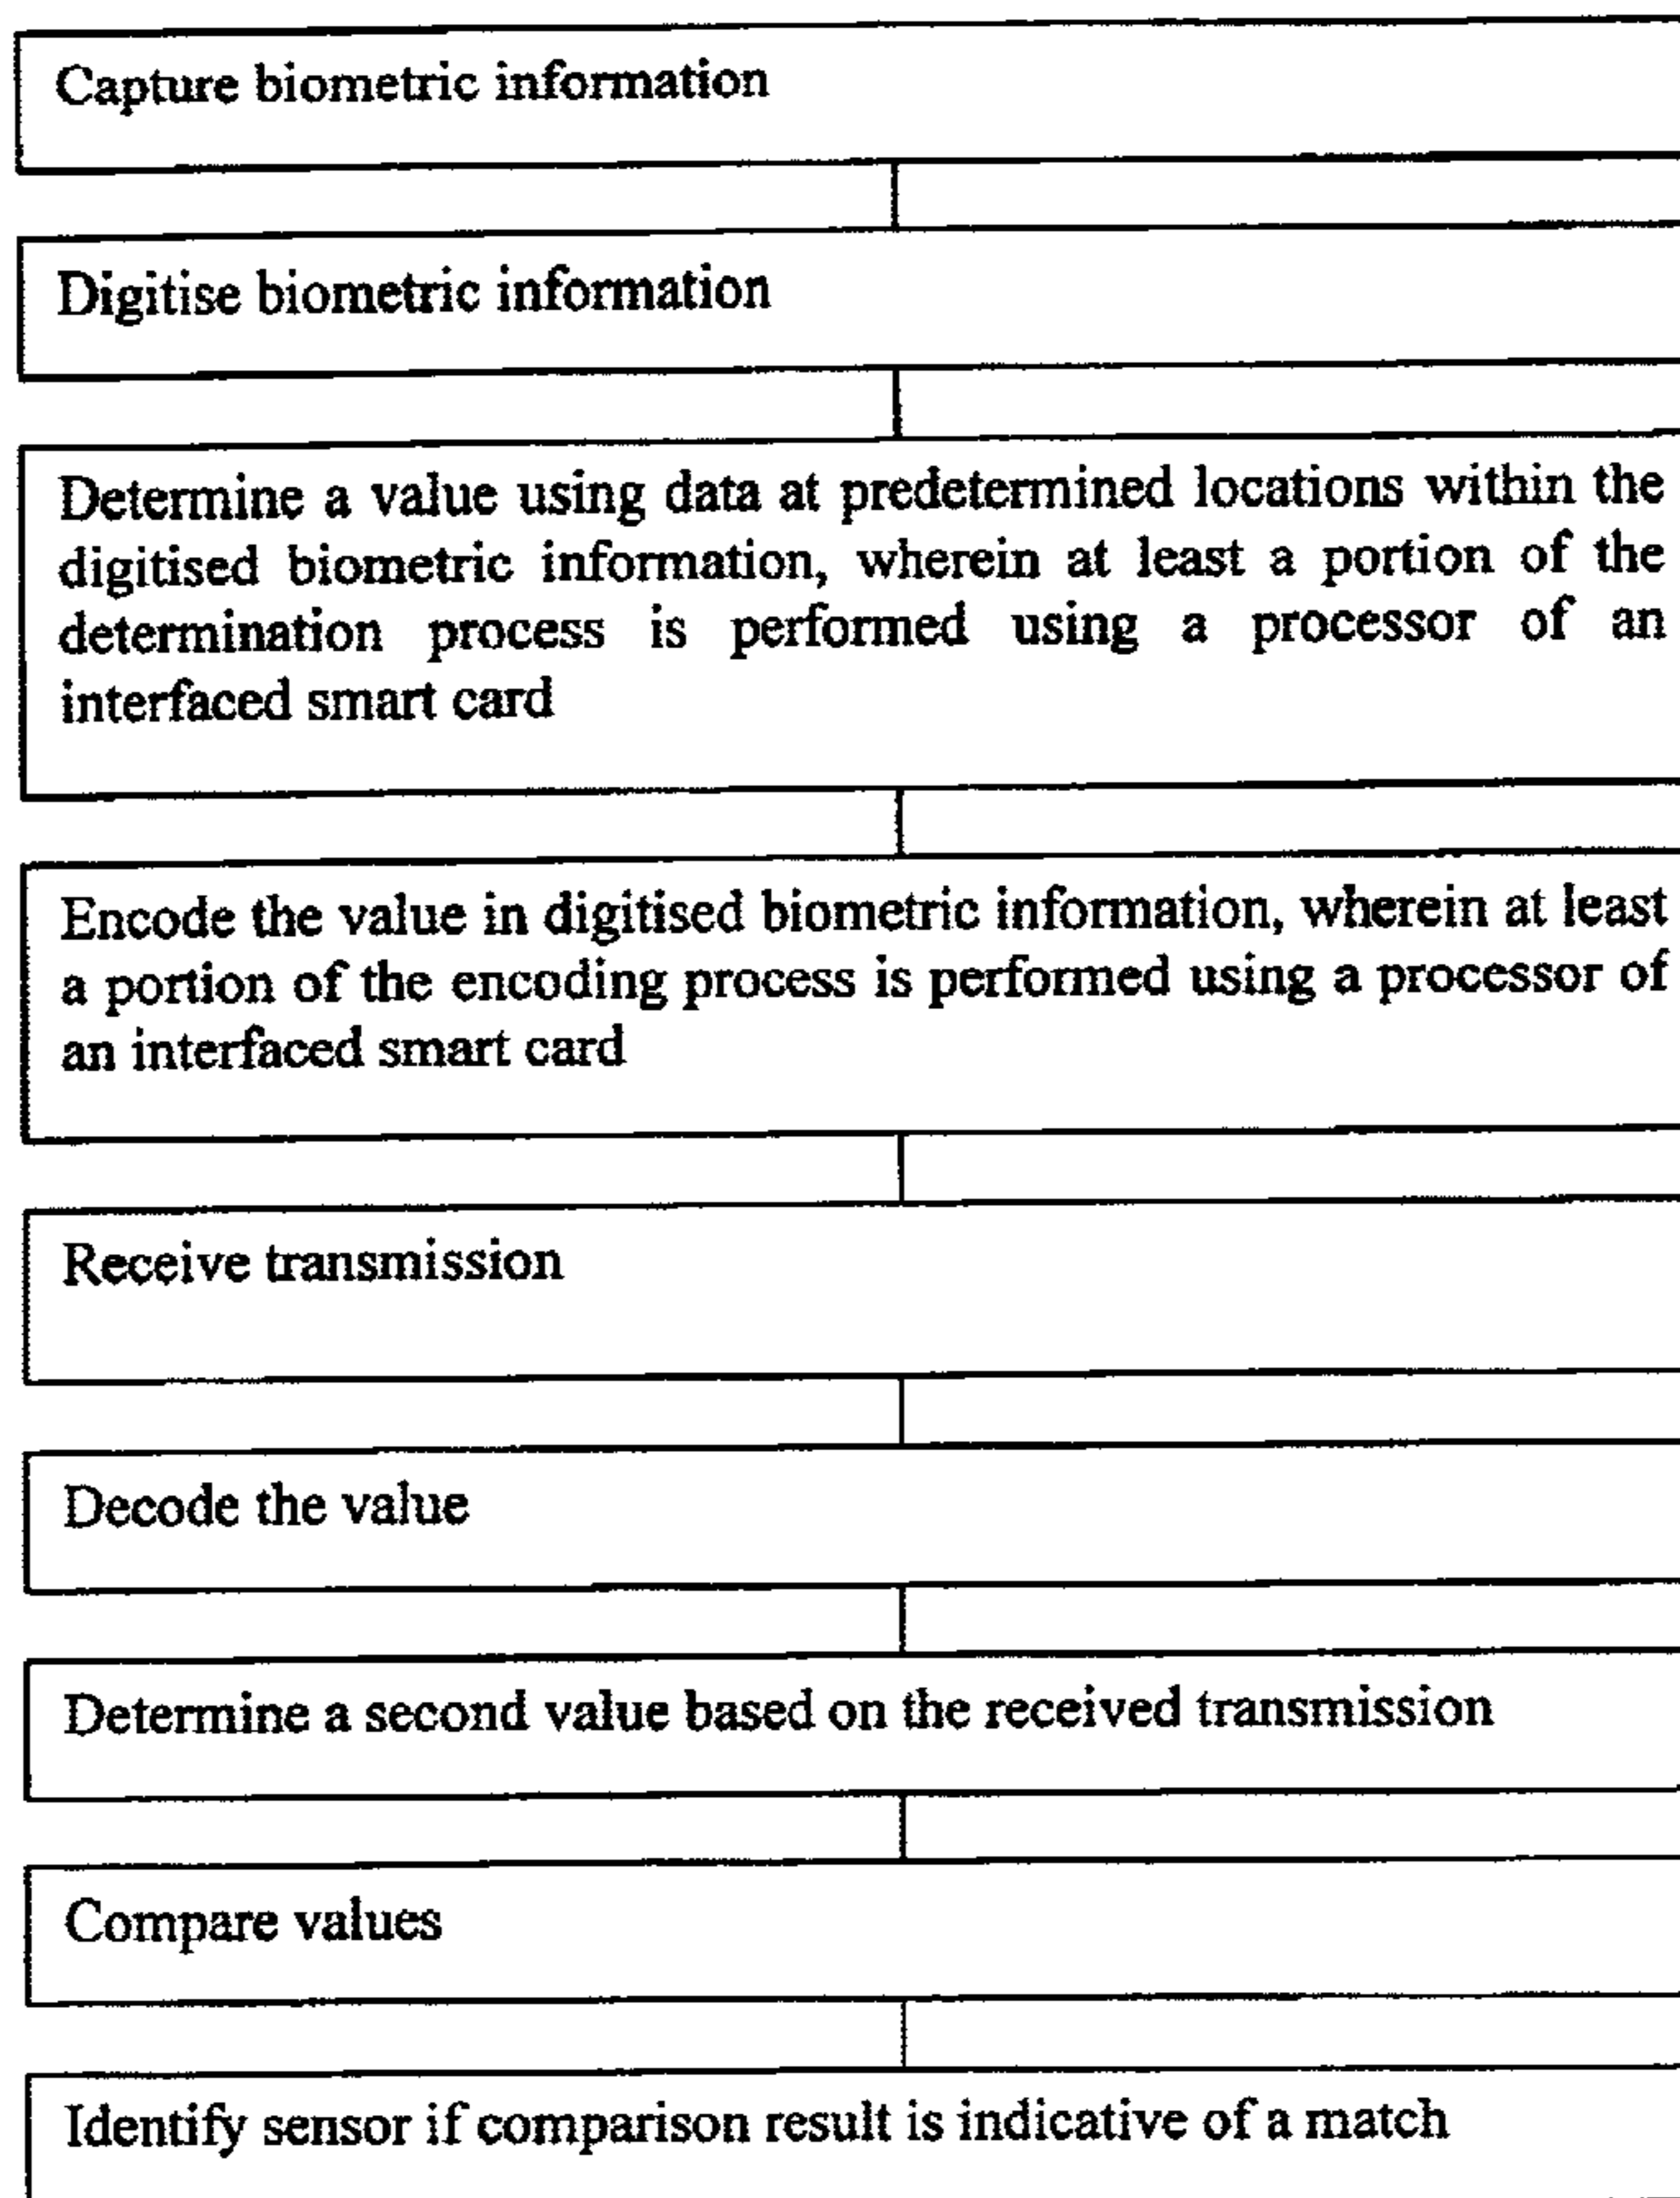 Capture biometric information
Digitise biometric information
Determine a value using data at predetermined locations within the
digitised biometric information, wherein at least a portion of the
determination process is performed using a processor of an
interfaced smart card
Encode the value in digitised biometric information, wherein at least
a portion of the encoding process is performed using a processor of
an interfaced smart card
Receive transmission
Decode the value
Determine a second value based on the received transmission
Compare values
Identify sensor if comparison result is indicative of a match